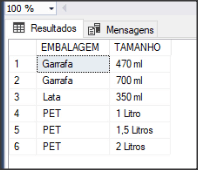 100 %
Resultados Mensagens
EMBALAGEM TAMANHO
1 Garrafa 470 ml
2 Garrafa 700 ml
3 Lata 350 ml
4 PET 1 Litro
5 PET 1,5 Litros
6 PET 2 Litros